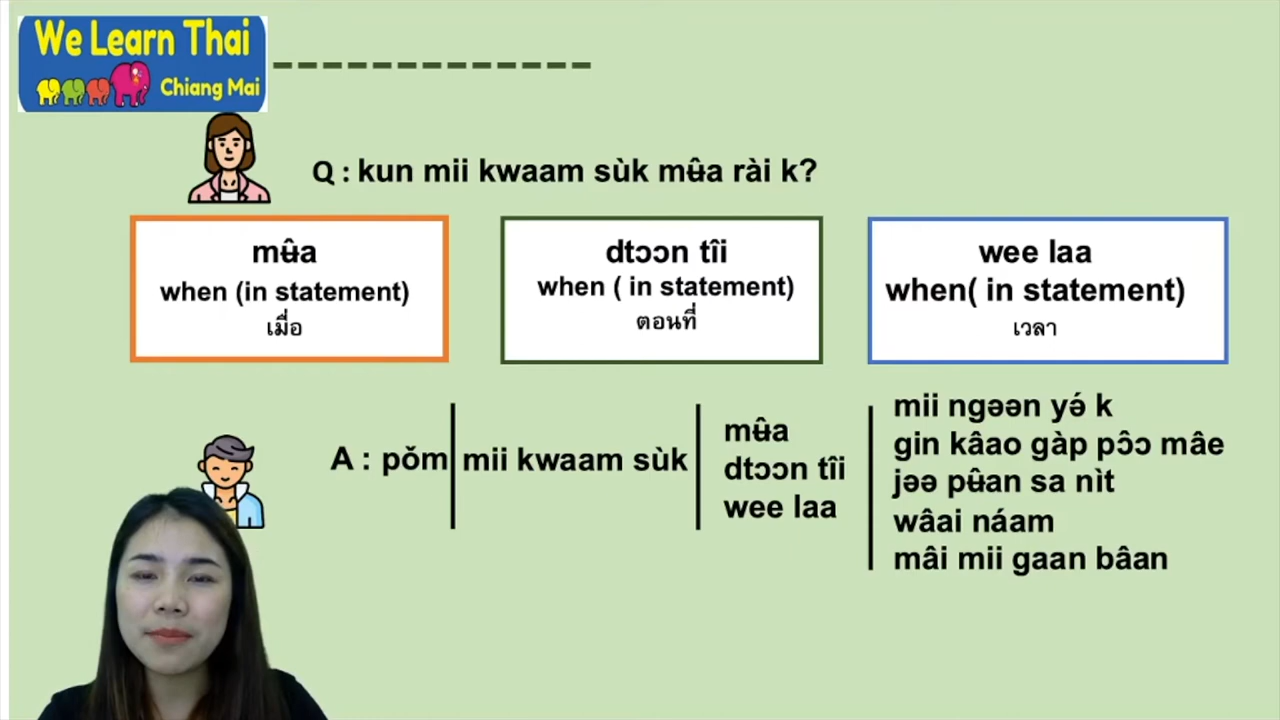 We Learn Thai
Chiang Mai
Q : kun mii kwaam sùk mʉ̂a rài k?
mʉ̂a
when (in statement)
เมื่อ
dtɔɔn tîi
when ( in statement)
ตอนที่
wee laa
when( in statement)
เวลา
A : pǒm
mii kwaam sùk
mʉ̂a
dtɔɔn tîi
wee laa
mii ngəən yə́ k
gin kâao gàp pɔ̂ɔ mâe
jəə pʉ̂an sa nìt
wâai náam
mâi mii gaan bâan